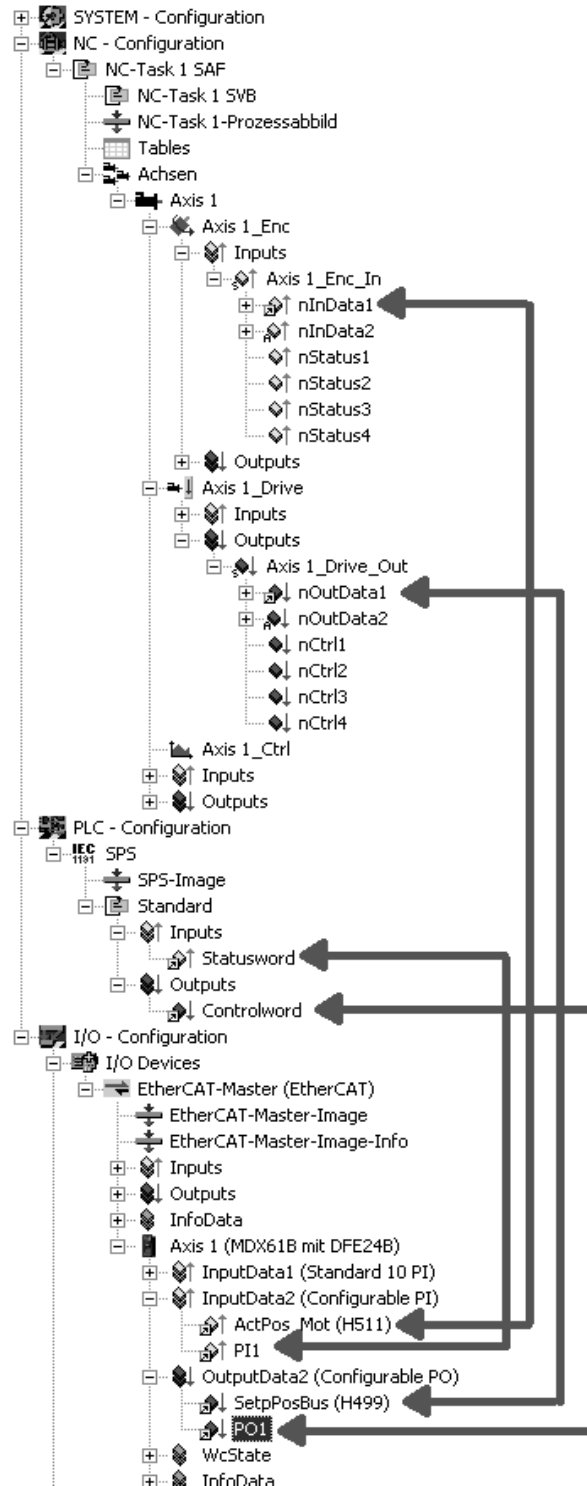 SYSTEM - Configuration
NC - Configuration
NC-Task 1 SAF
NC-Task 1 SVB
NC-Task 1-Prozessabbild
Tables
Achsen
Axis 1
Axis 1_Enc
Inputs
Axis 1_Enc_In
nInData1
nInData2
nStatus1
nStatus2
nStatus3
nStatus4
Outputs
Axis 1_Drive
Inputs
Outputs
Axis 1_Drive_Out
nOutData1
nOutData2
nCtrl1
nCtrl2
nCtrl3
nCtrl4
Axis 1_Ctrl
Inputs
Outputs
PLC - Configuration
IEC 1131 SPS
SPS-Image
Standard
Inputs
Statusword
Outputs
Controlword
I/O - Configuration
I/O Devices
EtherCAT-Master (EtherCAT)
EtherCAT-Master-Image
EtherCAT-Master-Image-Info
Inputs
Outputs
InfoData
Axis 1 (MDX61B mit DFE24B)
InputData1 (Standard 10 PI)
InputData2 (Configurable PI)
ActPos_Mot (H511)
PI1
OutputData2 (Configurable PO)
SetpPosBus (H499)
PO1
WcState
InfoData